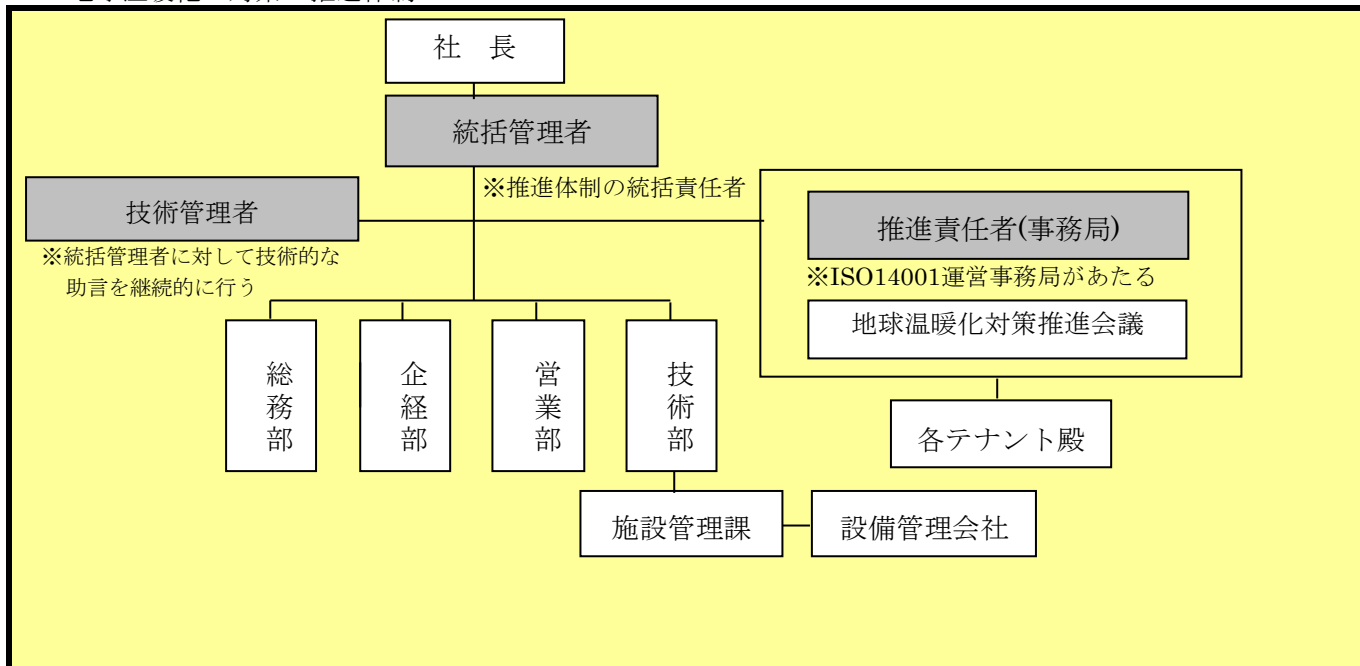 社　長
統括管理者
※推進体制の統括責任者
技術管理者
※統括管理者に対して技術的な
助言を継続的に行う
推進責任者(事務局)
※ISO14001運営事務局があたる
地球温暖化対策推進会議
総務部
企経部
営業部
技術部
各テナント殿
施設管理課
設備管理会社